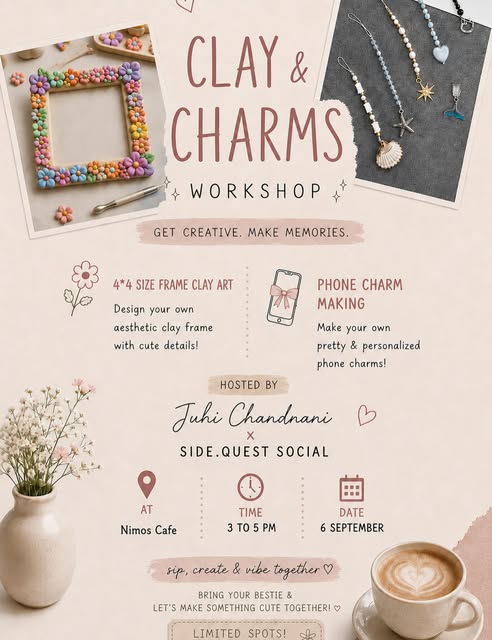 CLAY &
CHARMS
WORKSHOP
GET CREATIVE. MAKE MEMORIES.
4*4 SIZE FRAME CLAY ART
Design your own
aesthetic clay frame
with cute details!
PHONE CHARM
MAKING
Make your own
pretty & personalized
phone charms!
HOSTED BY
Juhi Chandnani
x
SIDE.QUEST SOCIAL
AT
Nimos Cafe
TIME
3 TO 5 PM
DATE
6 SEPTEMBER
sip, create & vibe together ♡
BRING YOUR BESTIE &
LET'S MAKE SOMETHING CUTE TOGETHER! ♡
LIMITED SPOTS!